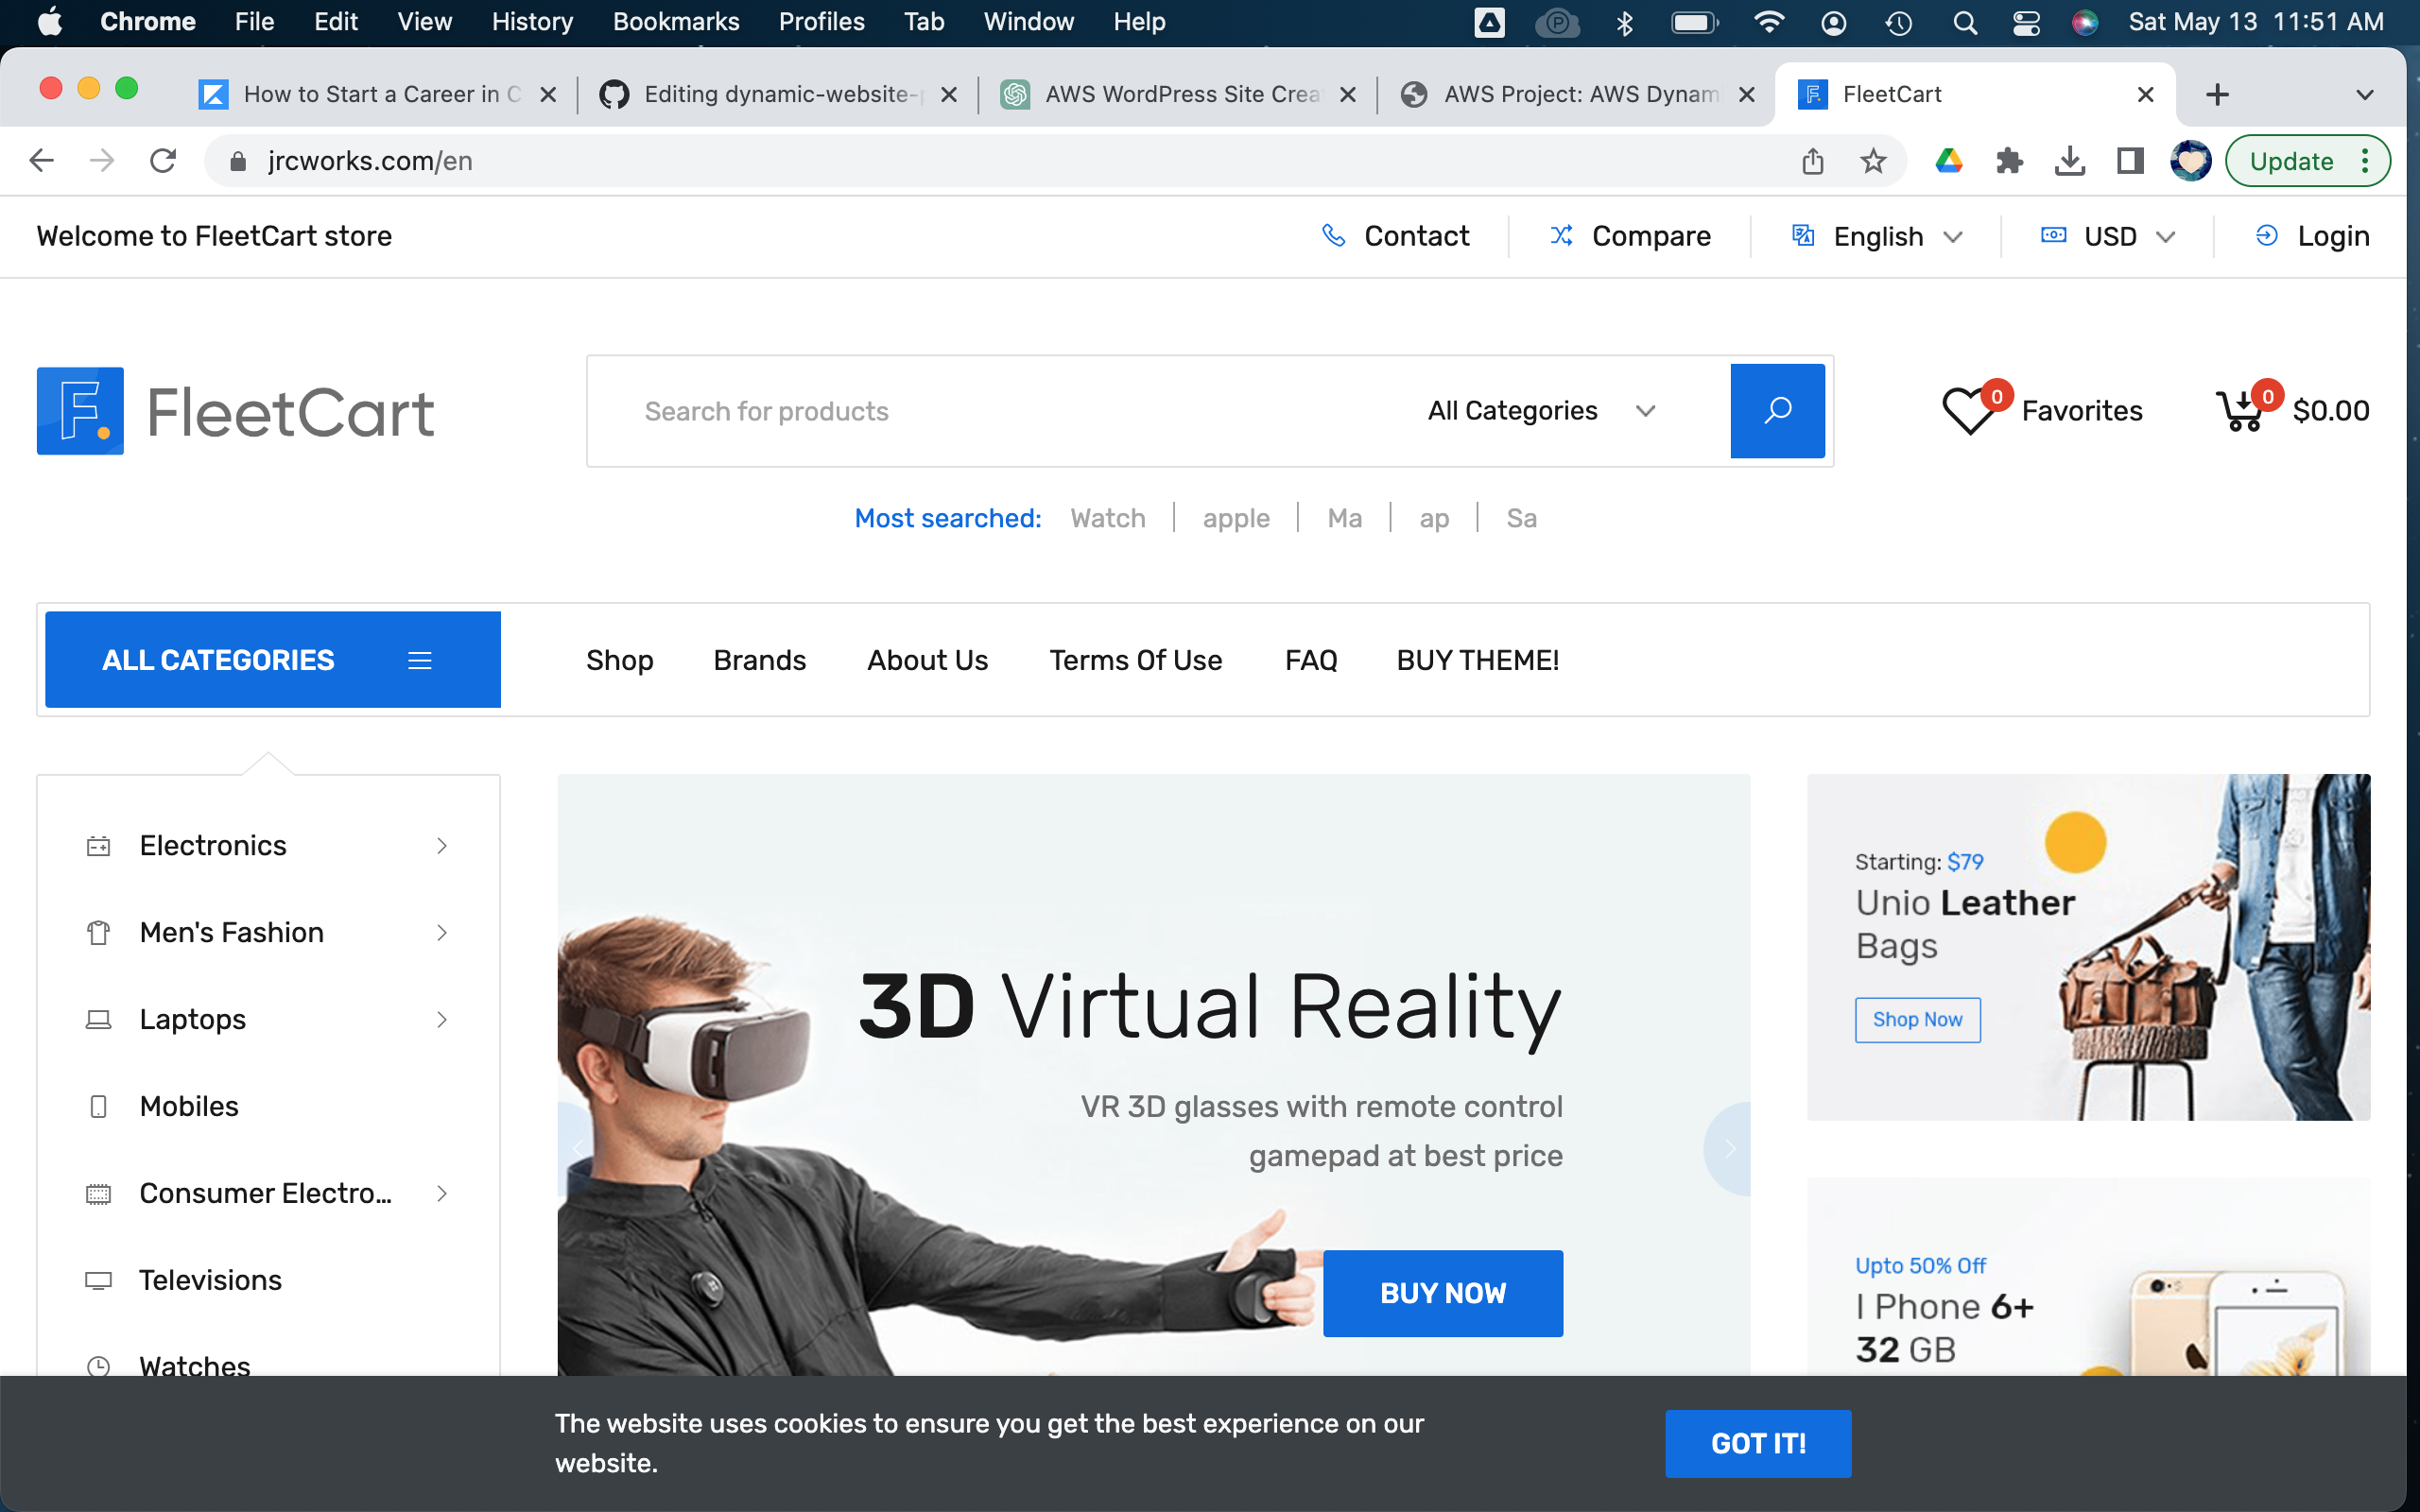 Chrome File Edit View History Bookmarks Profiles Tab Window Help Sat May 13 11:51 AM
How to Start a Career in C
Editing dynamic-website-p
AWS WordPress Site Crea
AWS Project: AWS Dynami
FleetCart
jrcworks.com/en
Update
Welcome to FleetCart store
Contact
Compare
English
USD
Login
F. FleetCart
Search for products
All Categories
0 Favorites
0 $0.00
Most searched: Watch | apple | Ma | ap | Sa
ALL CATEGORIES
Shop Brands About Us Terms Of Use FAQ BUY THEME!
Electronics
Men's Fashion
Laptops
Mobiles
Consumer Electro...
Televisions
Watches
3D Virtual Reality
VR 3D glasses with remote control
gamepad at best price
BUY NOW
Starting: $79
Unio Leather
Bags
Shop Now
Upto 50% Off
I Phone 6+
32 GB
The website uses cookies to ensure you get the best experience on our
website.
GOT IT!